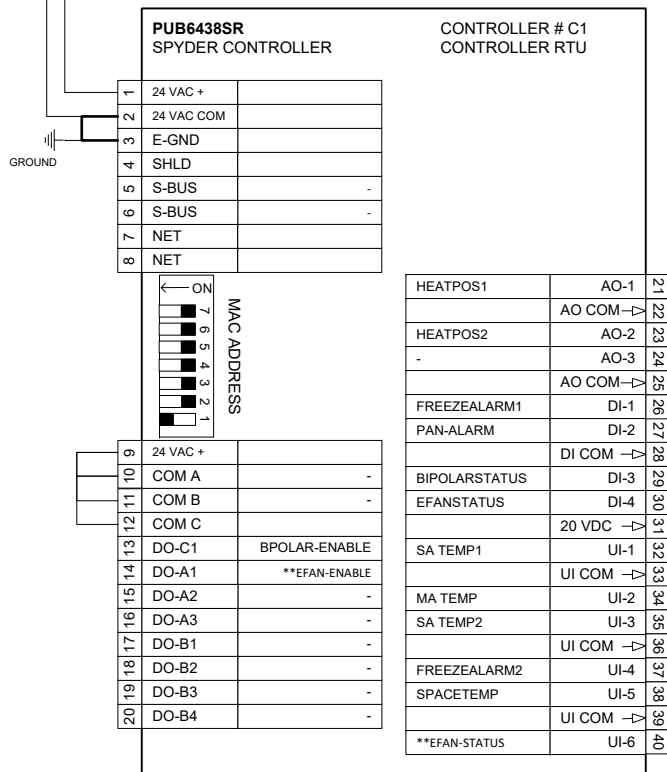 PUB6438SR
SPYDER CONTROLLER
CONTROLLER # C1
CONTROLLER RTU
GROUND
1 24 VAC +
2 24 VAC COM
3 E-GND
4 SHLD
5 S-BUS -
6 S-BUS -
7 NET
8 NET
ON
7
6
5
4
3
2
1
MAC ADDRESS
9 24 VAC +
10 COM A -
11 COM B -
12 COM C
13 DO-C1 BPOLAR-ENABLE
14 DO-A1 **EFAN-ENABLE
15 DO-A2 -
16 DO-A3 -
17 DO-B1 -
18 DO-B2 -
19 DO-B3 -
20 DO-B4 -
HEATPOS1 AO-1 21
AO COM 22
HEATPOS2 AO-2 23
- AO-3 24
AO COM 25
FREEZEALARM1 DI-1 26
PAN-ALARM DI-2 27
DI COM 28
BIPOLARSTATUS DI-3 29
EFANSTATUS DI-4 30
20 VDC 31
SA TEMP1 UI-1 32
UI COM 33
MA TEMP UI-2 34
SA TEMP2 UI-3 35
UI COM 36
FREEZEALARM2 UI-4 37
SPACETEMP UI-5 38
UI COM 39
**EFAN-STATUS UI-6 40